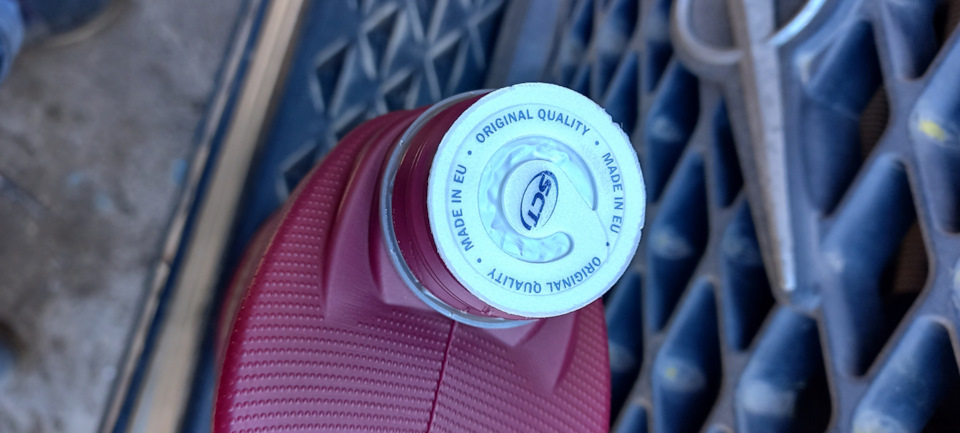 ORIGINAL QUALITY • MADE IN EU • ORIGINAL QUALITY • MADE IN EU •
SCT